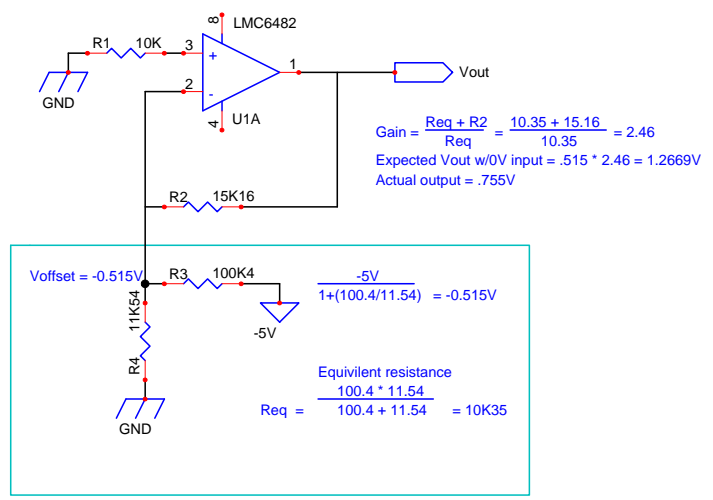 8
LMC6482
R1 10K
3
+
1
Vout
GND
2
-
4
U1A
Gain = Req + R2 / Req = 10.35 + 15.16 / 10.35 = 2.46
Expected Vout w/0V input = .515 * 2.46 = 1.2669V
Actual output = .755V
R2 15K16
Voffset = -0.515V
R3 100K4
-5V
1+(100.4/11.54) = -0.515V
11K54
-5V
R4
Equivilent resistance
100.4 * 11.54
Req = 100.4 + 11.54 = 10K35
GND